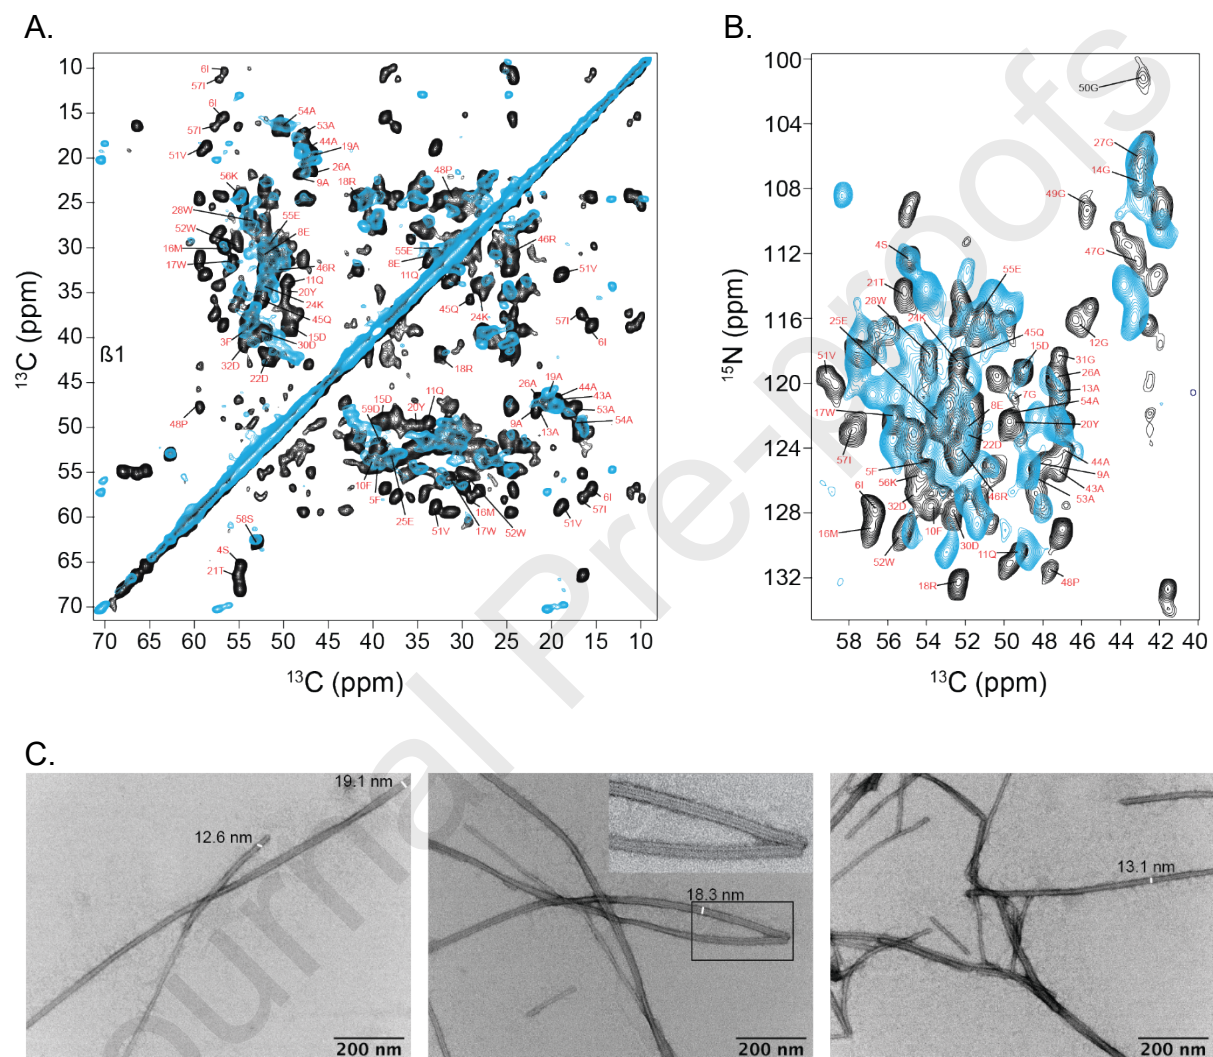 A.
10
15
20
25
30
35
40
45
50
55
60
65
70
70
65
60
55
50
45
40
35
30
25
20
15
10
13C (ppm)
13C (ppm)
ß1
6I
57I
6I
57I
51V
54A
53A
44A
19A
26A
9A
18R
48P
56K
28W
52W
16M
17W
55E
8E
46R
11Q
20Y
24K
45Q
15D
30D
3F
32D
22D
55E
8E
11Q
46R
51V
45Q
24K
57I
6I
18R
48P
59D
15D
20Y
11Q
26A
19A
44A
43A
53A
54A
9A
13A
10F
5F
25E
51V
17W
16M
52W
51V
6I
57I
58S
4S
21T
B.
100
104
108
112
116
120
124
128
132
58
56
54
52
50
48
46
44
42
40
15N (ppm)
13C (ppm)
50G
27G
14G
49G
47G
4S
55E
21T
28W
24K
25E
45Q
15D
12G
51V
31G
26A
13A
7G
54A
17W
8E
20Y
22D
57I
44A
5F
9A
56K
43A
6I
46R
53A
32D
16M
10F
30D
52W
11Q
18R
48P
C.
19.1 nm
12.6 nm
200 nm
18.3 nm
200 nm
13.1 nm
200 nm
Journal Pre-proofs